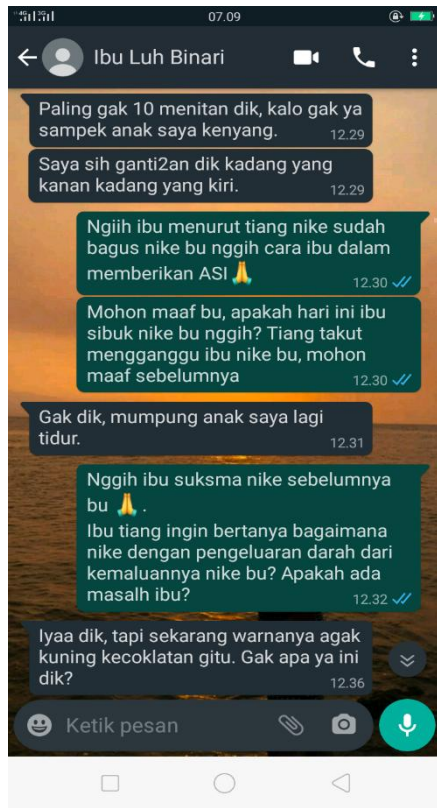 4G 3G
07.09
Ibu Luh Binari
Paling gak 10 menitan dik, kalo gak ya
sampek anak saya kenyang.
12.29
Saya sih ganti2an dik kadang yang
kanan kadang yang kiri.
12.29
Ngiih ibu menurut tiang nike sudah
bagus nike bu nggih cara ibu dalam
memberikan ASI 🙏
12.30
Mohon maaf bu, apakah hari ini ibu
sibuk nike bu nggih? Tiang takut
mengganggu ibu nike bu, mohon
maaf sebelumnya
12.30
Gak dik, mumpung anak saya lagi
tidur.
12.31
Nggih ibu suksma nike sebelumnya
bu 🙏 .
Ibu tiang ingin bertanya bagaimana
nike dengan pengeluaran darah dari
kemaluannya nike bu? Apakah ada
masalh ibu?
12.32
Iyaa dik, tapi sekarang warnanya agak
kuning kecoklatan gitu. Gak apa ya ini
dik?
12.36
Ketik pesan